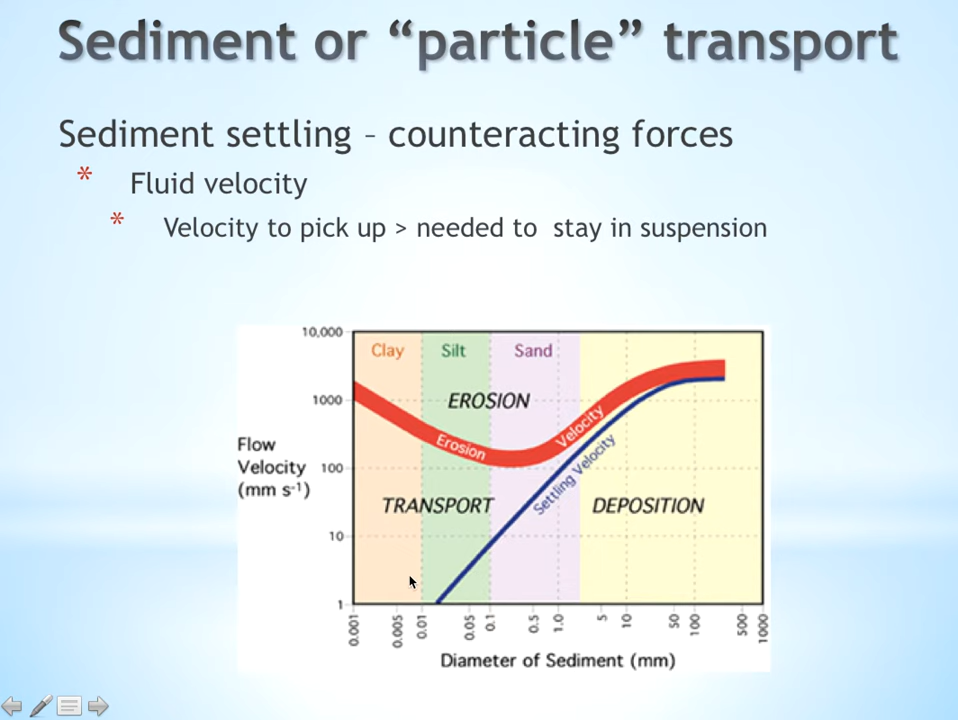 Sediment or “particle” transport
Sediment settling – counteracting forces
* Fluid velocity
* Velocity to pick up > needed to stay in suspension
10,000
Clay Silt Sand
EROSION
1000
Erosion Velocity
Flow
Velocity
(mm s-1)
100
Settling Velocity
TRANSPORT DEPOSITION
10
1
0.001 0.005 0.01 0.05 0.1 0.5 1.0 5 10 50 100 500 1000
Diameter of Sediment (mm)